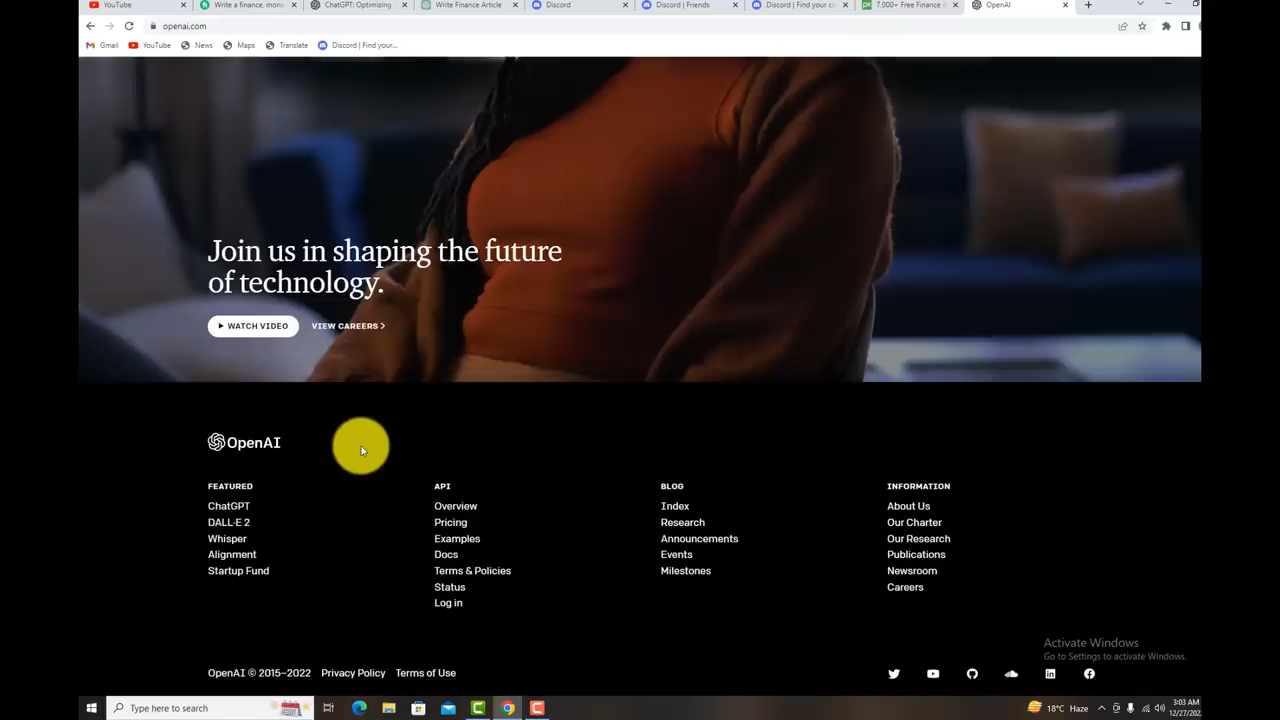 YouTube
Write a finance, mone
ChatGPT: Optimizing
Write Finance Article
Discord
Discord | Friends
Discord | Find your co
7.000+ Free Finance
OpenAI
openai.com
Gmail
YouTube
News
Maps
Translate
Discord | Find your...
Join us in shaping the future
of technology.
WATCH VIDEO
VIEW CAREERS
OpenAI
FEATURED
ChatGPT
DALL·E 2
Whisper
Alignment
Startup Fund
API
Overview
Pricing
Examples
Docs
Terms & Policies
Status
Log in
BLOG
Index
Research
Announcements
Events
Milestones
INFORMATION
About Us
Our Charter
Our Research
Publications
Newsroom
Careers
Activate Windows
Go to Settings to activate Windows.
OpenAI © 2015–2022 Privacy Policy Terms of Use
Type here to search
18°C Haze
3:03 AM
12/27/202